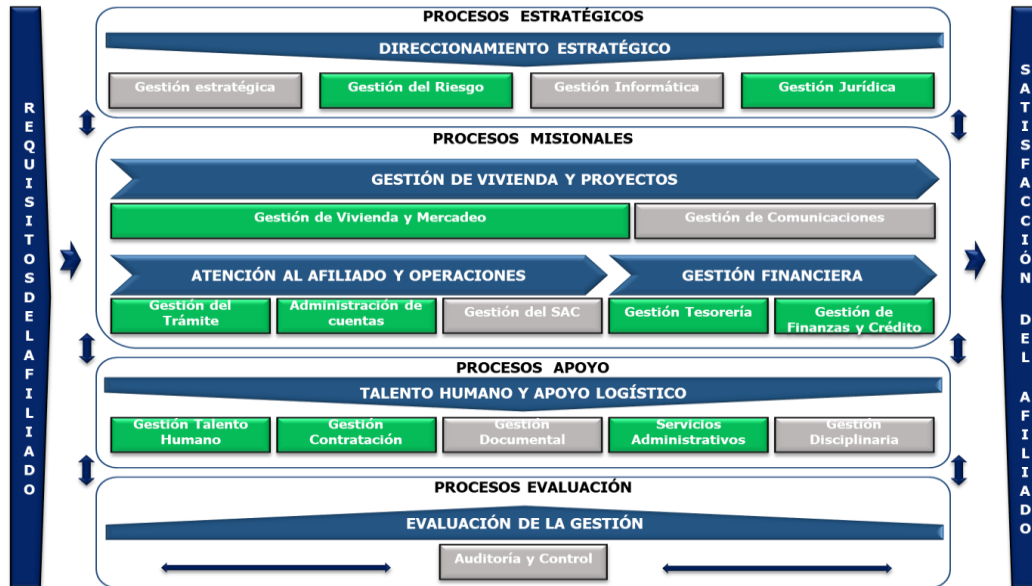 PROCESOS ESTRATÉGICOS
DIRECCIONAMIENTO ESTRATÉGICO
Gestión estratégica
Gestión del Riesgo
Gestión Informática
Gestión Jurídica
REQUISITOS DEL AFILIADO
PROCESOS MISIONALES
GESTIÓN DE VIVIENDA Y PROYECTOS
Gestión de Vivienda y Mercadeo
Gestión de Comunicaciones
ATENCIÓN AL AFILIADO Y OPERACIONES
GESTIÓN FINANCIERA
Gestión del
Trámite
Administración de
cuentas
Gestión del SAC
Gestión Tesorería
Gestión de
Finanzas y Crédito
SATISFACCIÓN DEL AFILIADO
PROCESOS APOYO
TALENTO HUMANO Y APOYO LOGÍSTICO
Gestión Talento
Humano
Gestión
Contratación
Gestión
Documental
Servicios
Administrativos
Gestión
Disciplinaria
PROCESOS EVALUACIÓN
EVALUACIÓN DE LA GESTIÓN
Auditoría y Control